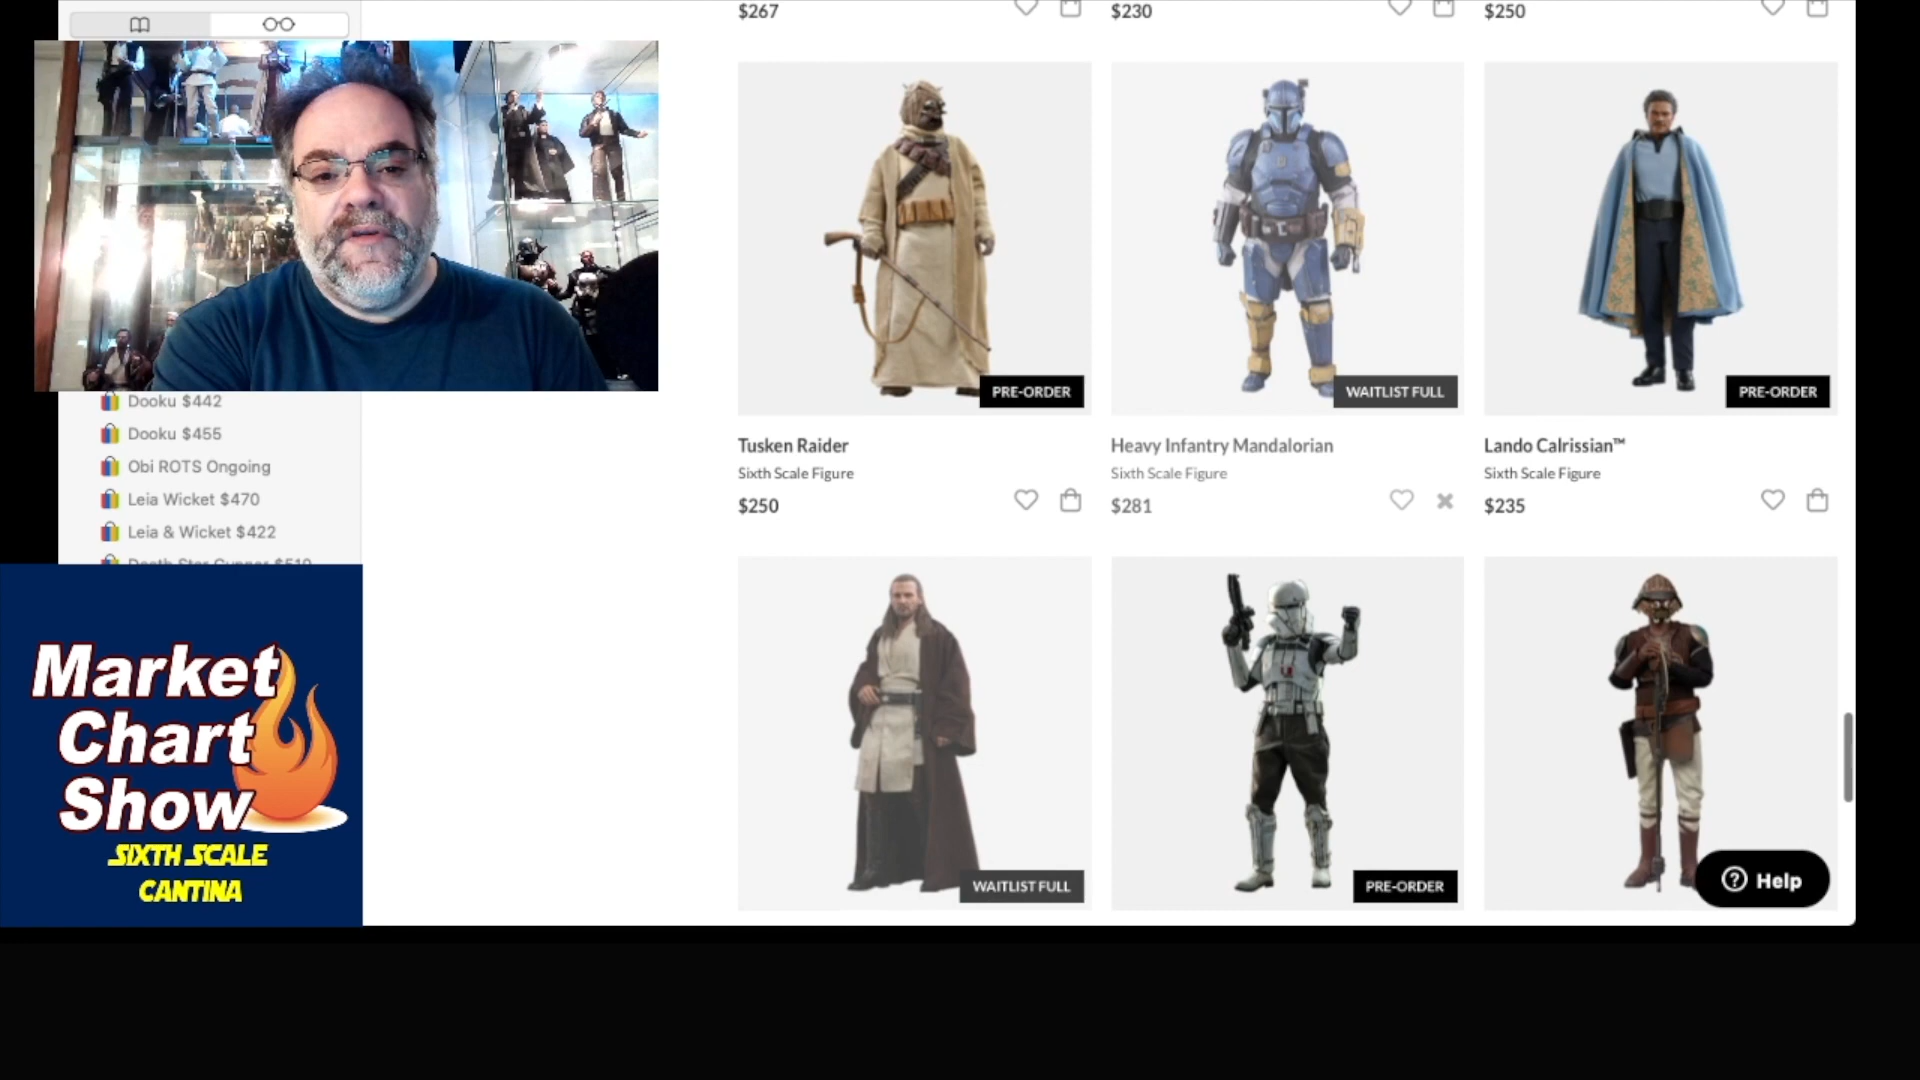 $267
$230
$250
PRE-ORDER
WAITLIST FULL
PRE-ORDER
Tusken Raider
Sixth Scale Figure
$250
Heavy Infantry Mandalorian
Sixth Scale Figure
$281
Lando Calrissian™
Sixth Scale Figure
$235
Dooku $442
Dooku $455
Obi ROTS Ongoing
Leia Wicket $470
Leia & Wicket $422
Market
Chart
Show
SIXTH SCALE
CANTINA
WAITLIST FULL
PRE-ORDER
Help